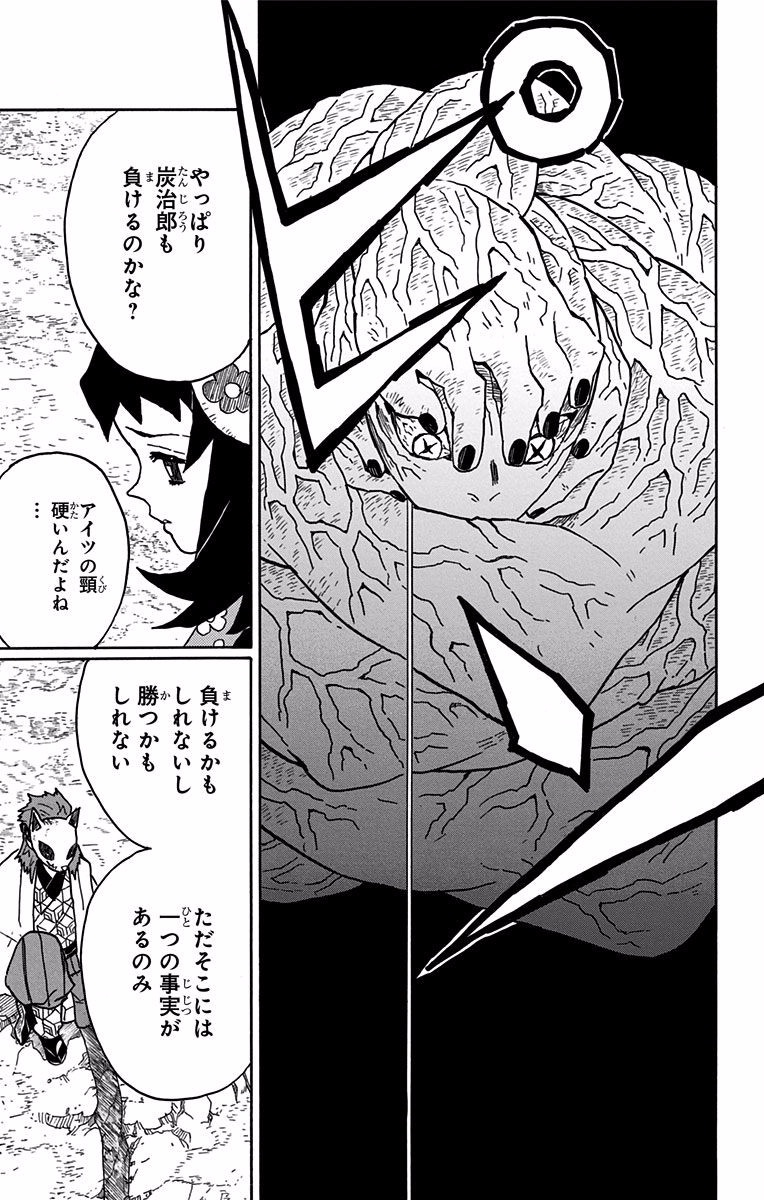 やっぱり
炭治郎も
負けるのかな?
アイツの頸
硬いんだよね
…
負けるかも
しれないし
勝つかも
しれない
ただそこには
一つの事実が
あるのみ